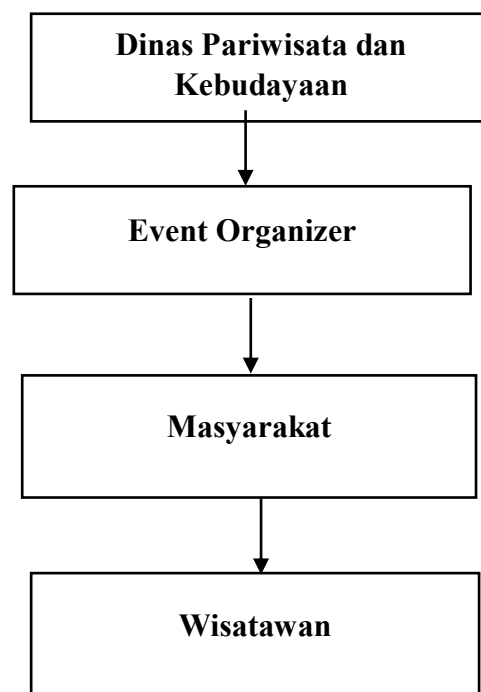 Dinas Pariwisata dan
Kebudayaan
Event Organizer
Masyarakat
Wisatawan